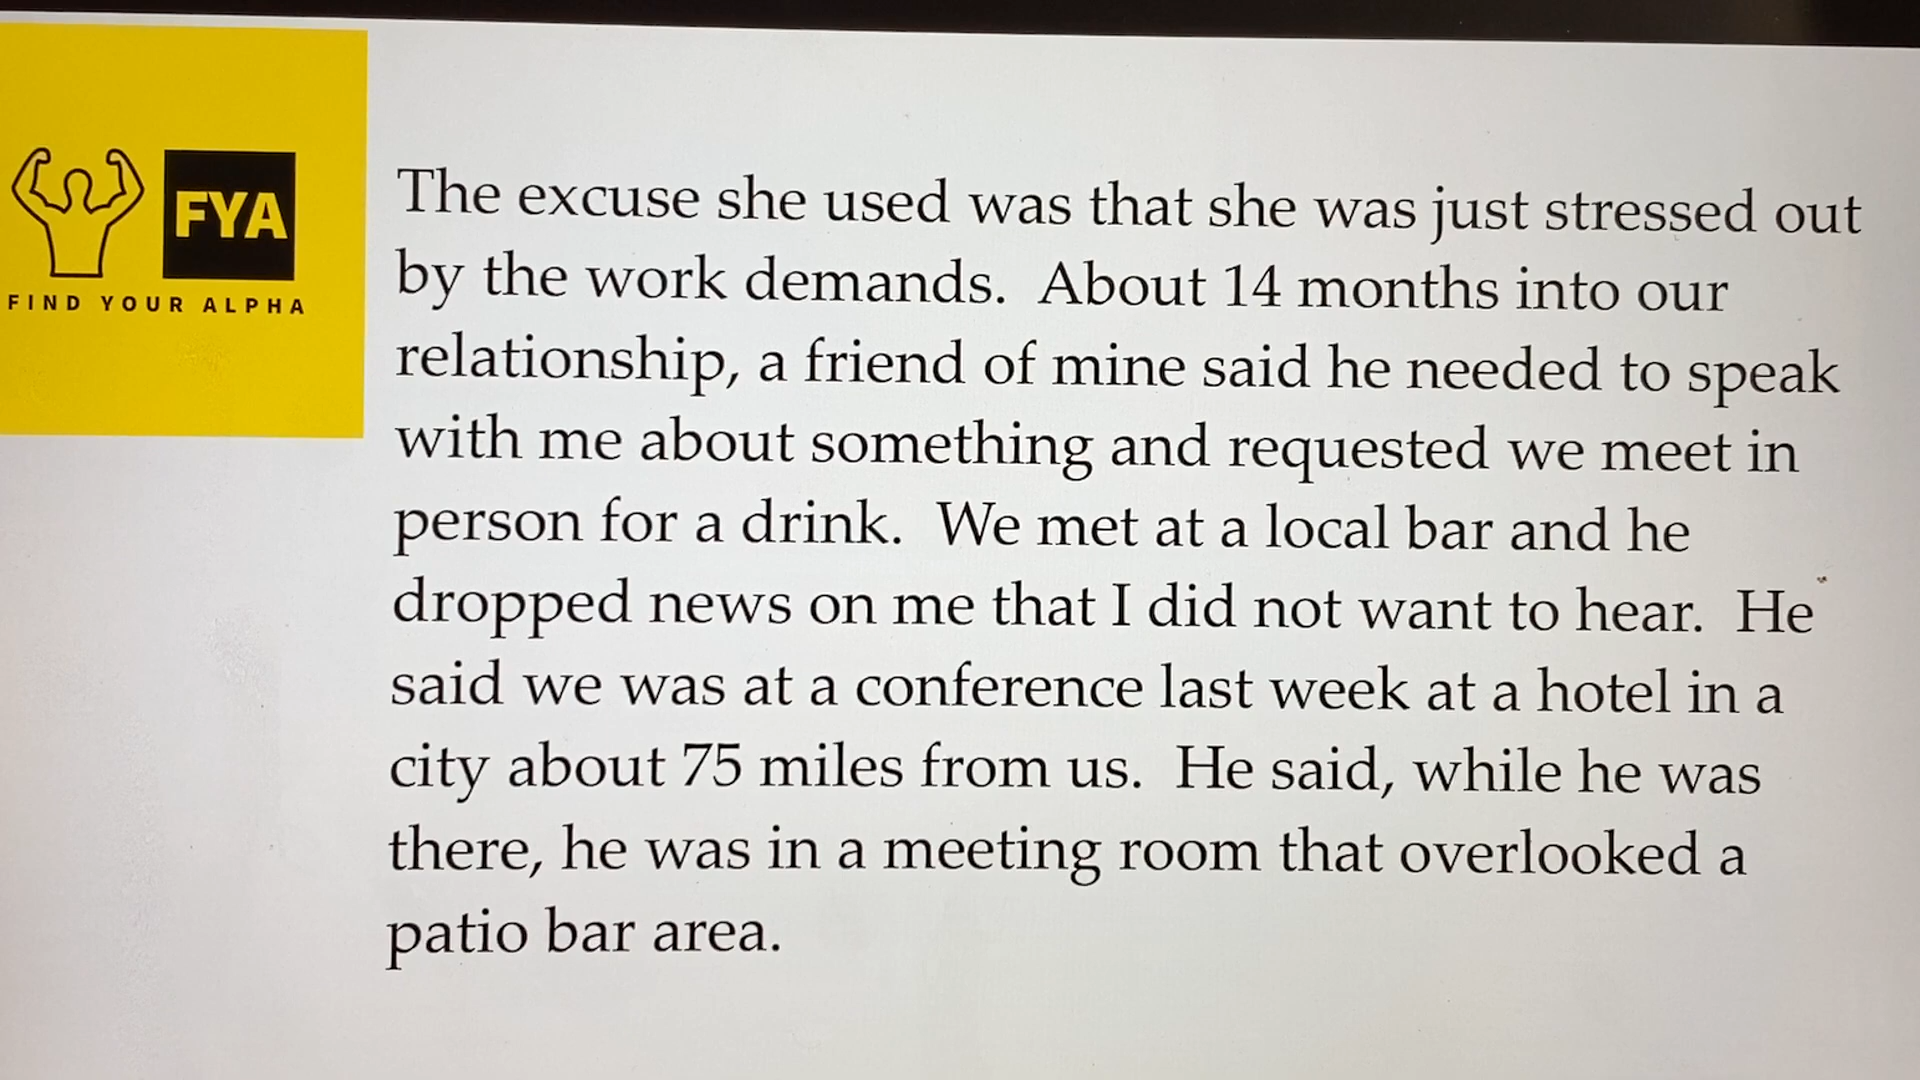 FYA
FIND YOUR ALPHA
The excuse she used was that she was just stressed out
by the work demands.  About 14 months into our
relationship, a friend of mine said he needed to speak
with me about something and requested we meet in
person for a drink.  We met at a local bar and he
dropped news on me that I did not want to hear.  He
said we was at a conference last week at a hotel in a
city about 75 miles from us.  He said, while he was
there, he was in a meeting room that overlooked a
patio bar area.